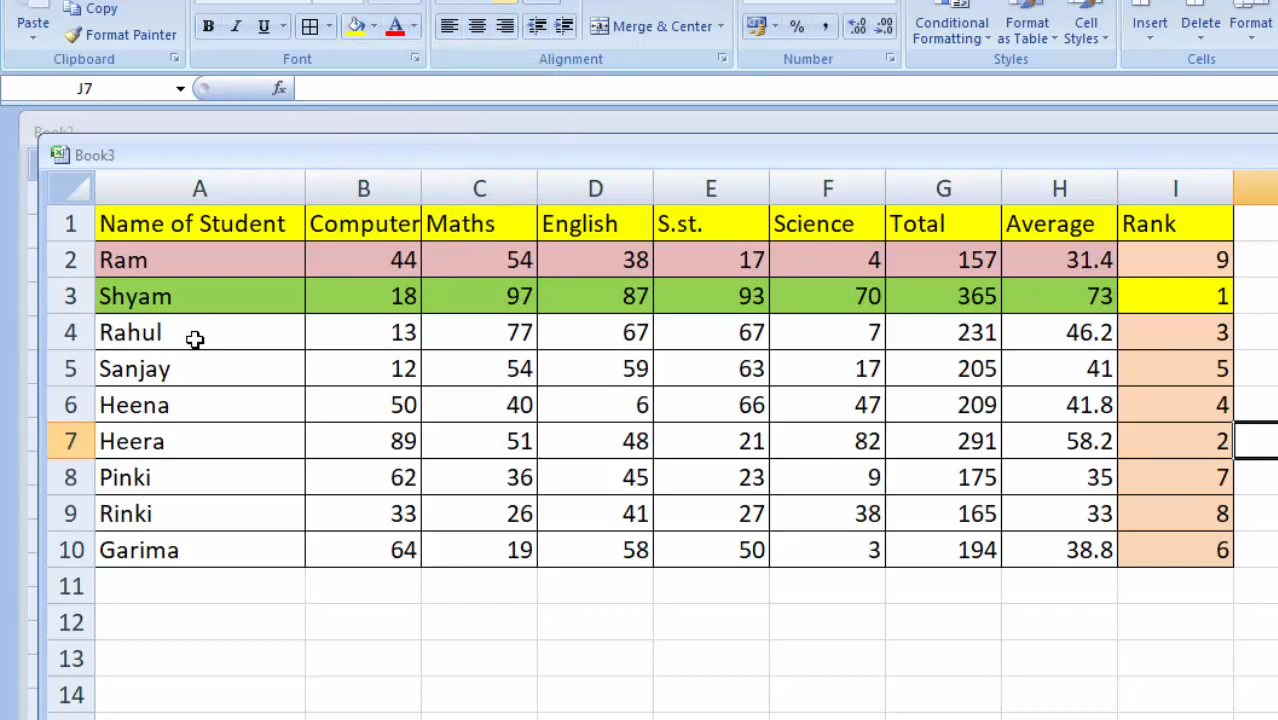 Paste
Copy
Format Painter
Clipboard
B I U A
Font
Merge & Center
Alignment
% , .00 .0
Number
Conditional Formatting
Format as Table
Cell Styles
Styles
Insert Delete Format
Cells
J7 fx
Book3
A B C D E F G H I
1 Name of Student Computer Maths English S.st. Science Total Average Rank
2 Ram 44 54 38 17 4 157 31.4 9
3 Shyam 18 97 87 93 70 365 73 1
4 Rahul 13 77 67 67 7 231 46.2 3
5 Sanjay 12 54 59 63 17 205 41 5
6 Heena 50 40 6 66 47 209 41.8 4
7 Heera 89 51 48 21 82 291 58.2 2
8 Pinki 62 36 45 23 9 175 35 7
9 Rinki 33 26 41 27 38 165 33 8
10 Garima 64 19 58 50 3 194 38.8 6
11
12
13
14